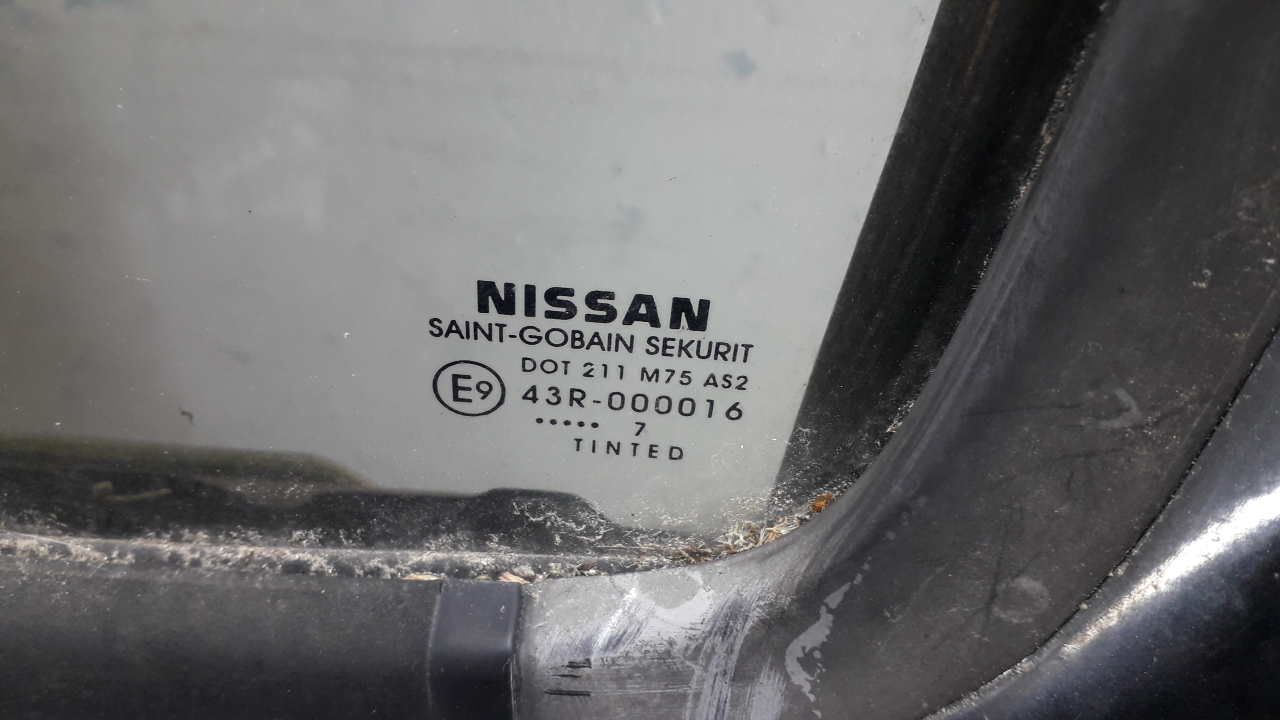 NISSAN
SAINT-GOBAIN SEKURIT
DOT 211 M75 AS2
E9 43R-000016
••••• 7
TINTED